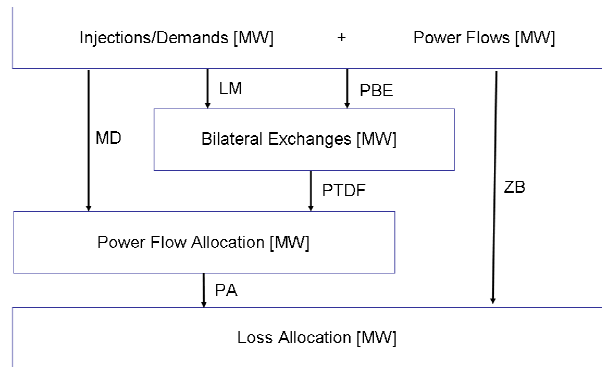 Injections/Demands [MW] + Power Flows [MW]
LM
PBE
MD
Bilateral Exchanges [MW]
PTDF
ZB
Power Flow Allocation [MW]
PA
Loss Allocation [MW]